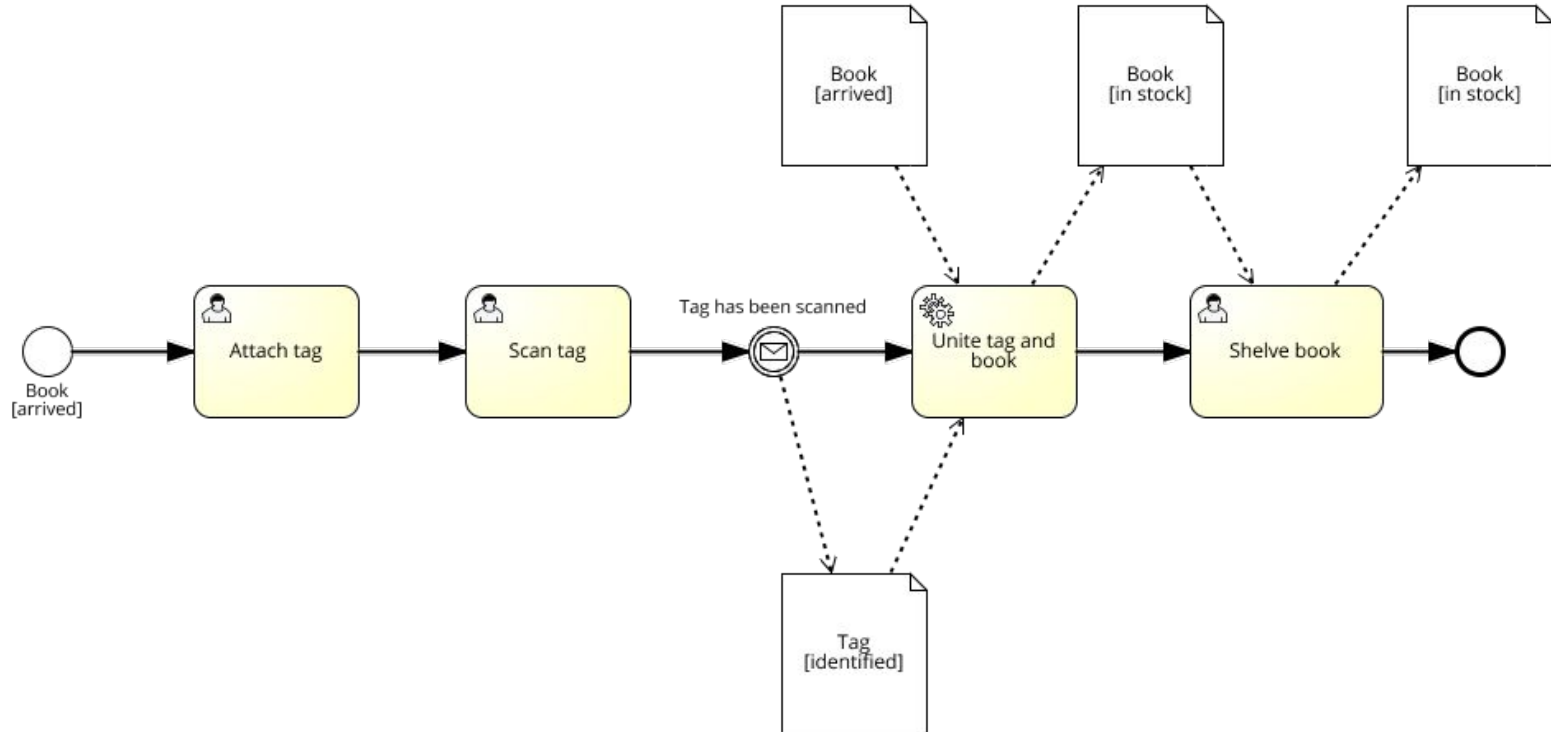 Book
[arrived]
Book
[in stock]
Book
[in stock]
Tag has been scanned
Attach tag
Scan tag
Unite tag and
book
Shelve book
Book
[arrived]
Tag
[identified]